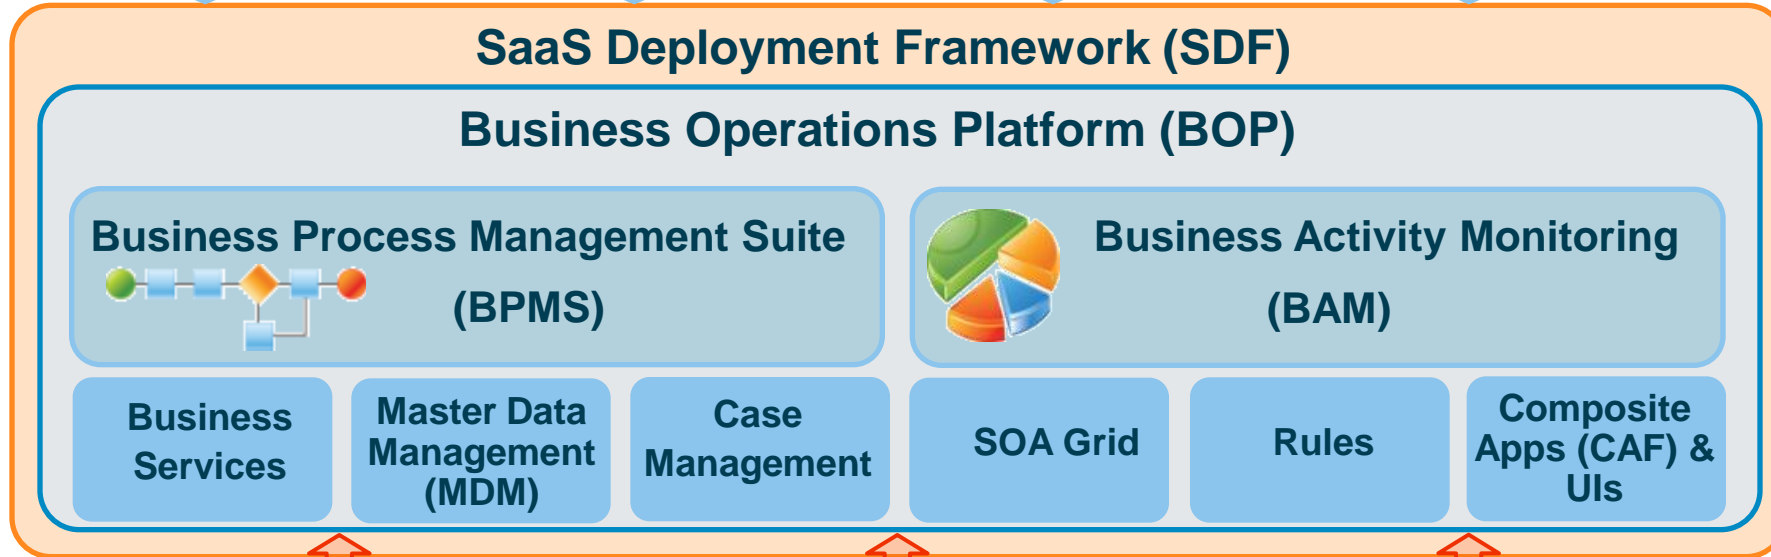 SaaS Deployment Framework (SDF)
Business Operations Platform (BOP)
Business Process Management Suite
(BPMS)
Business Activity Monitoring
(BAM)
Business
Services
Master Data
Management
(MDM)
Case
Management
SOA Grid
Rules
Composite
Apps (CAF) &
UIs